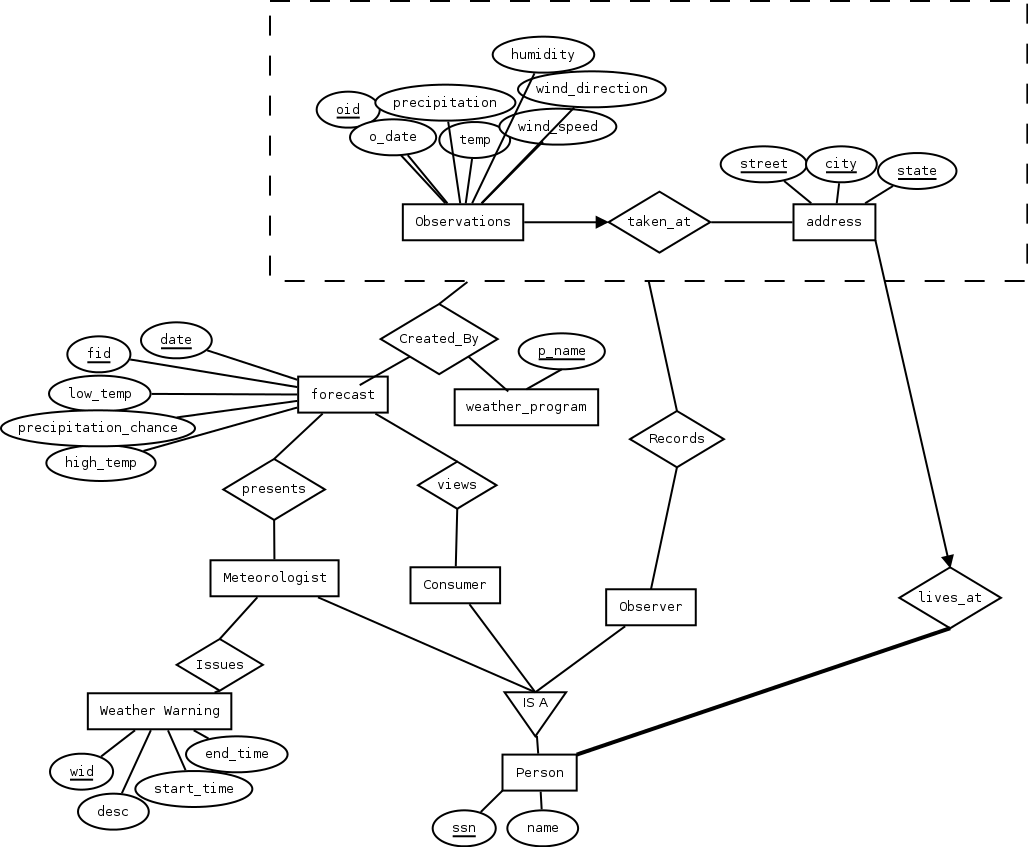 humidity
wind_direction
precipitation
oid
wind_speed
o_date
temp
street
city
state
Observations
taken_at
address
Created_By
date
fid
p_name
low_temp
forecast
weather_program
precipitation_chance
high_temp
Records
presents
views
Meteorologist
Consumer
Observer
lives_at
Issues
IS A
Weather Warning
end_time
wid
Person
start_time
desc
ssn
name